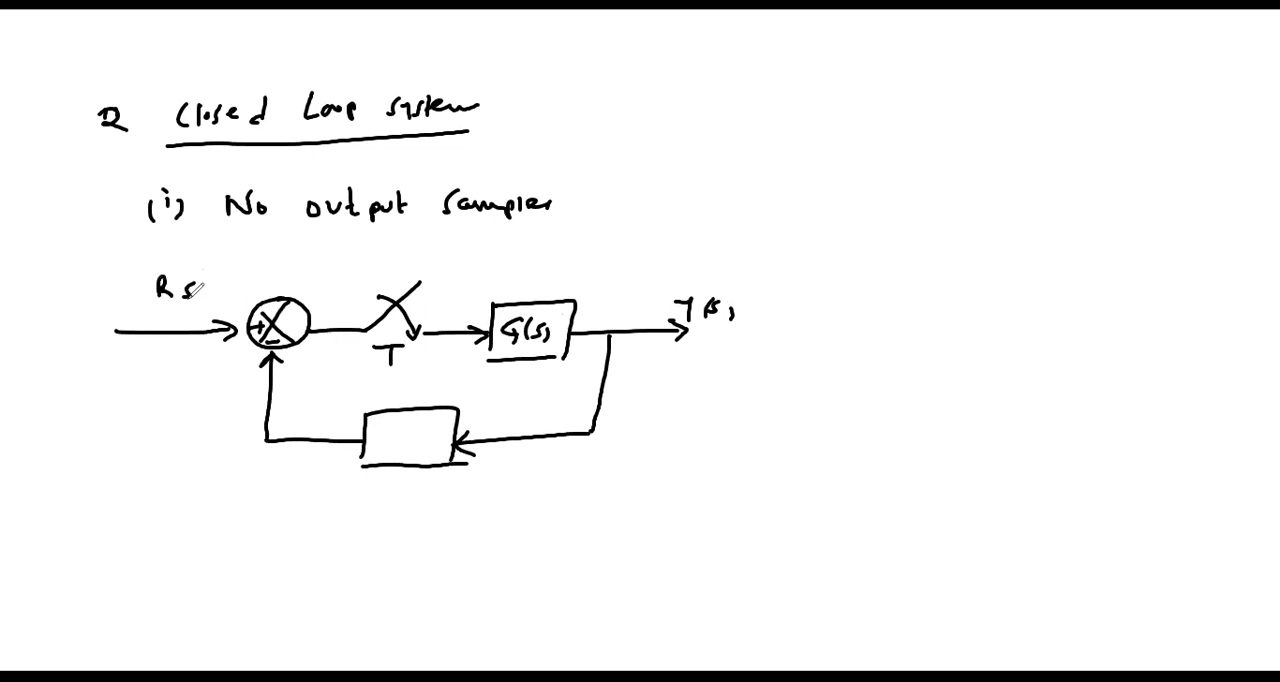 2 Closed Loop system
(i) No output sampler
R s
+
-
T
G(s)
Y(s)